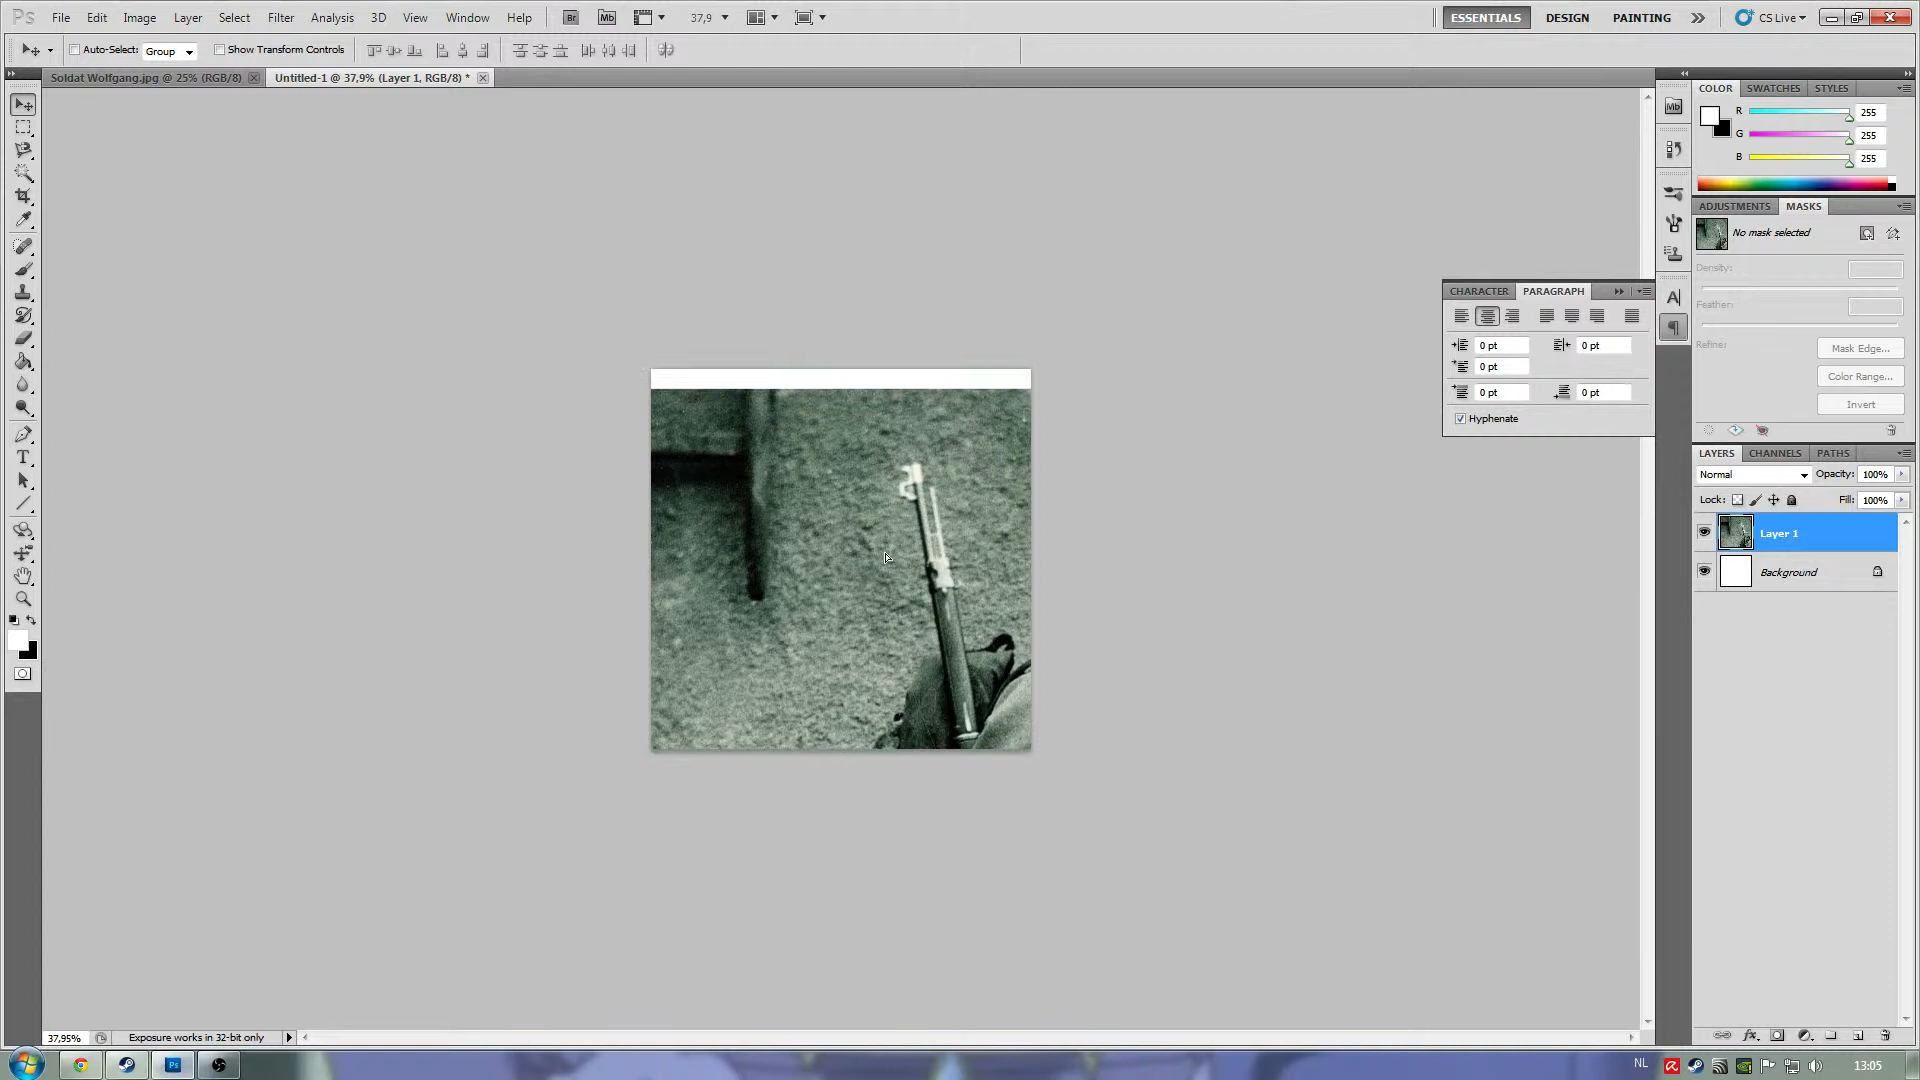 Ps File Edit Image Layer Select Filter Analysis 3D View Window Help Br Mb 37,9 ESSENTIALS DESIGN PAINTING CS Live
Auto-Select: Group Show Transform Controls
Soldat Wolfgang.jpg @ 25% (RGB/8) Untitled-1 @ 37,9% (Layer 1, RGB/8) *
COLOR SWATCHES STYLES
Mb
R 255
G 255
B 255
ADJUSTMENTS MASKS
No mask selected
Density:
CHARACTER PARAGRAPH
Feather:
0 pt 0 pt
Refine: Mask Edge...
0 pt
Color Range...
0 pt 0 pt
Invert
Hyphenate
LAYERS CHANNELS PATHS
Normal Opacity: 100%
Lock: Fill: 100%
Layer 1
Background
37,95% Exposure works in 32-bit only
Ps NL 13:05